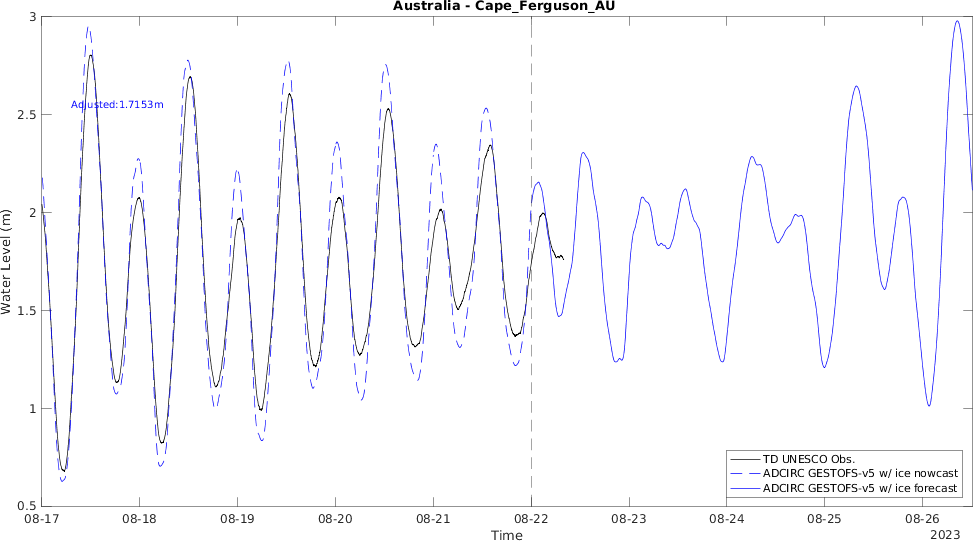 Australia - Cape_Ferguson_AU
3
Adjusted:1.7153m
2.5
2
Water Level (m)
1.5
1
0.5
TD UNESCO Obs.
ADCIRC GESTOFS-v5 w/ ice nowcast
ADCIRC GESTOFS-v5 w/ ice forecast
08-17 08-18 08-19 08-20 08-21 08-22 08-23 08-24 08-25 08-26
Time
2023